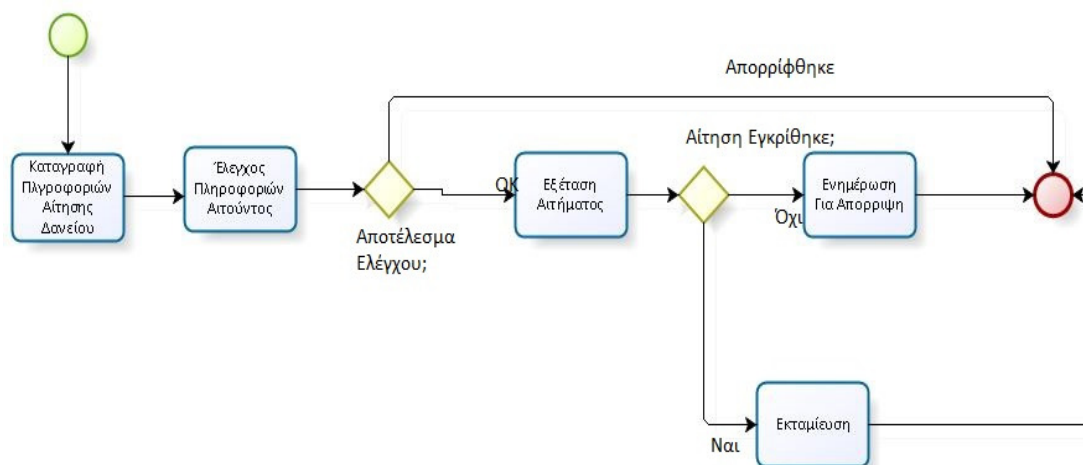 Απορρίφθηκε
Καταγραφή
Πλγροφοριών
Αίτησης
Δανείου
Έλεγχος
Πληροφοριών
Αιτούντος
Αποτέλεσμα
Ελέγχου;
OK
Εξέταση
Αιτήματος
Αίτηση Εγκρίθηκε;
Όχι
Ενημέρωση
Για Απορριψη
Ναι
Εκταμίευση